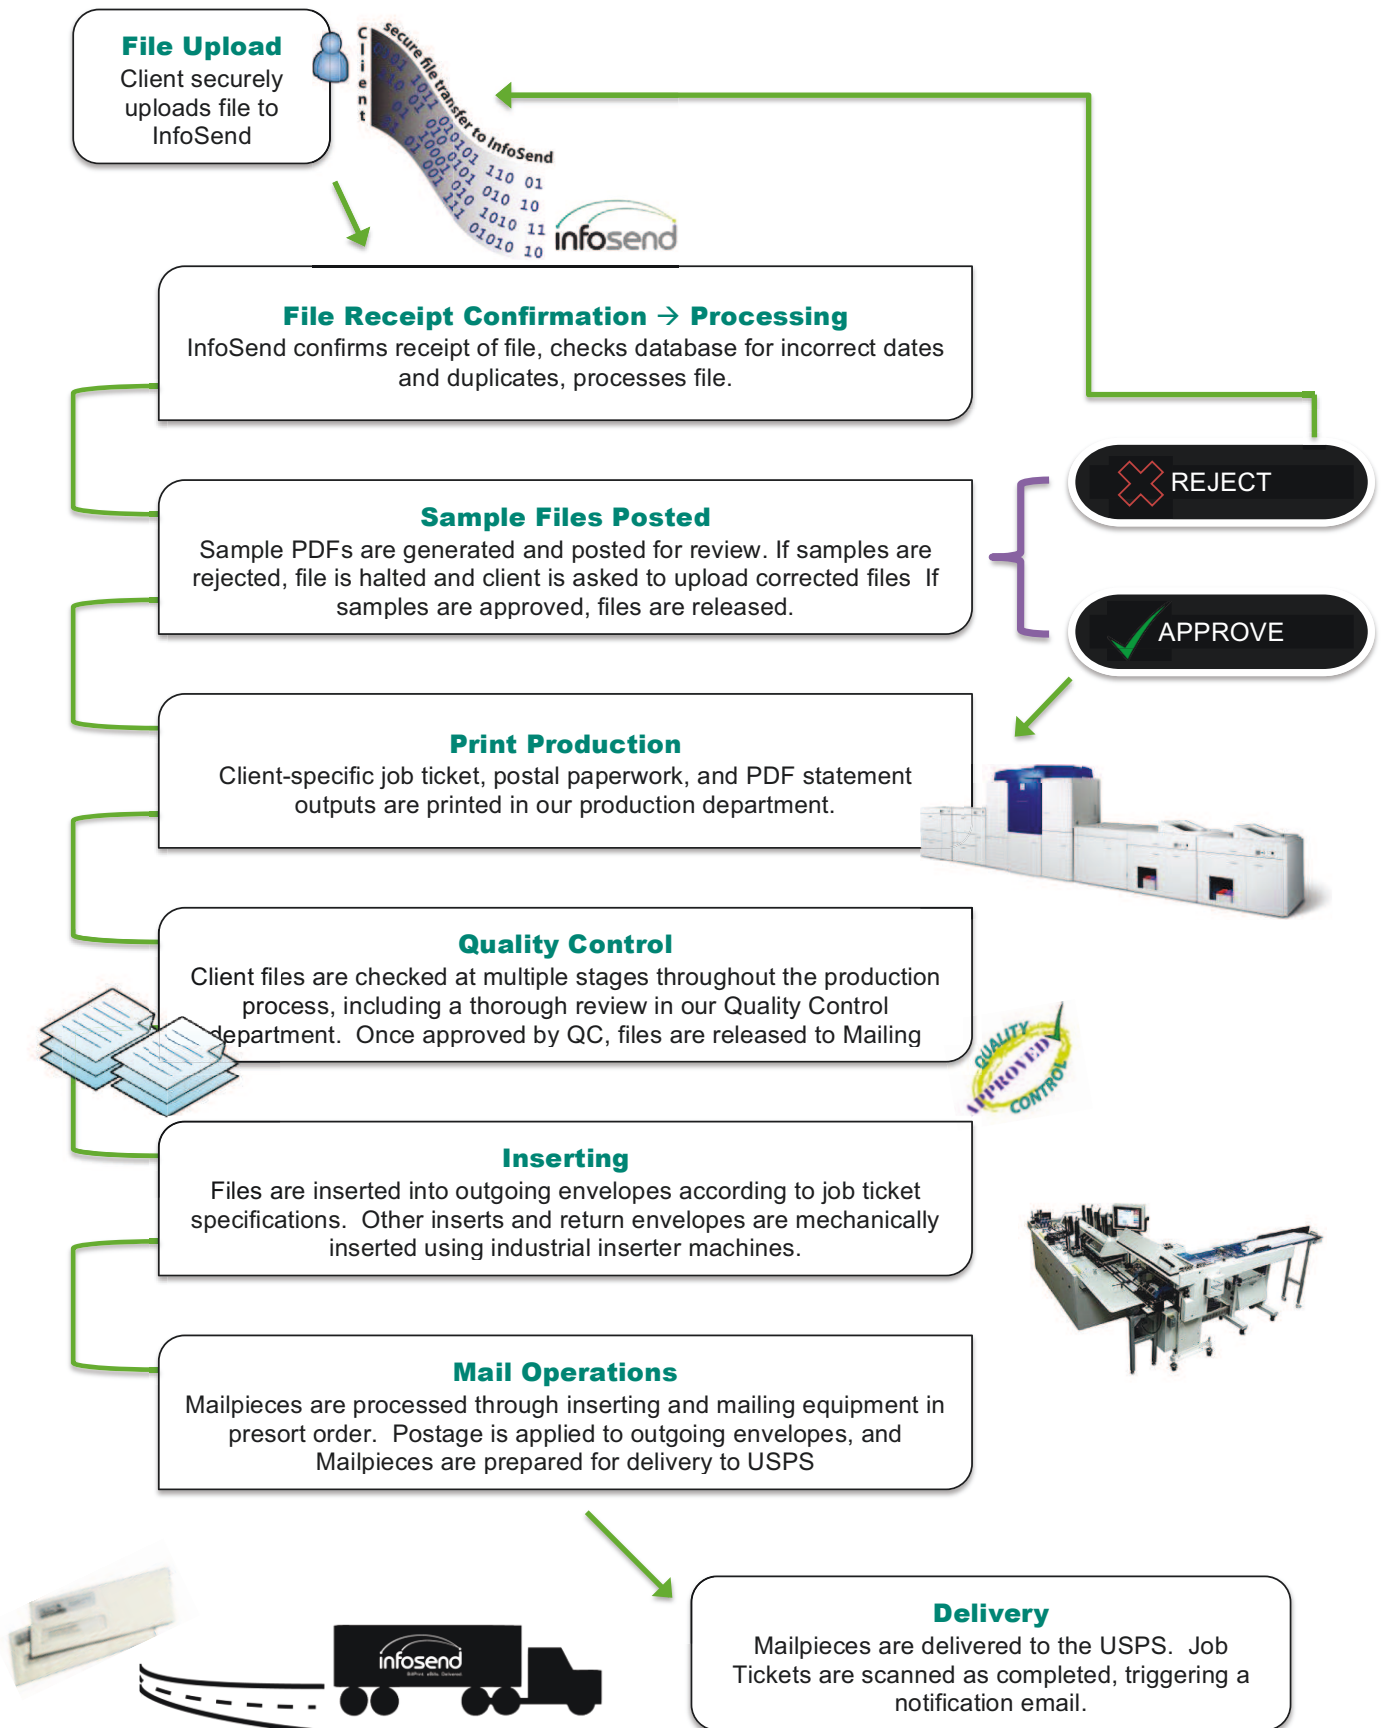 File Upload
Client securely
uploads file to
InfoSend
Client
secure file transfer to InfoSend
infosend
File Receipt Confirmation → Processing
InfoSend confirms receipt of file, checks database for incorrect dates
and duplicates, processes file.
Sample Files Posted
Sample PDFs are generated and posted for review. If samples are
rejected, file is halted and client is asked to upload corrected files  If
samples are approved, files are released.
REJECT
APPROVE
Print Production
Client-specific job ticket, postal paperwork, and PDF statement
outputs are printed in our production department.
Quality Control
Client files are checked at multiple stages throughout the production
process, including a thorough review in our Quality Control
department.  Once approved by QC, files are released to Mailing
QUALITY
APPROVED
CONTROL
Inserting
Files are inserted into outgoing envelopes according to job ticket
specifications.  Other inserts and return envelopes are mechanically
inserted using industrial inserter machines.
Mail Operations
Mailpieces are processed through inserting and mailing equipment in
presort order.  Postage is applied to outgoing envelopes, and
Mailpieces are prepared for delivery to USPS
infosend
Delivery
Mailpieces are delivered to the USPS.  Job
Tickets are scanned as completed, triggering a
notification email.